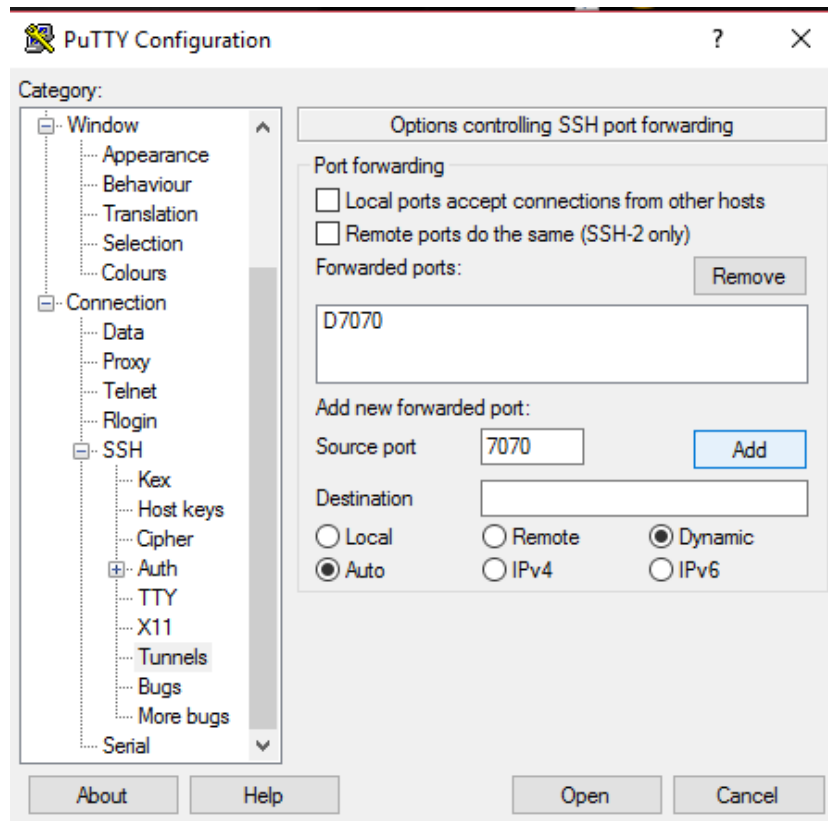 PuTTY Configuration
?
Category:
Window
Appearance
Behaviour
Translation
Selection
Colours
Connection
Data
Proxy
Telnet
Rlogin
SSH
Kex
Host keys
Cipher
Auth
TTY
X11
Tunnels
Bugs
More bugs
Serial
Options controlling SSH port forwarding
Port forwarding
Local ports accept connections from other hosts
Remote ports do the same (SSH-2 only)
Forwarded ports:
Remove
D7070
Add new forwarded port:
Source port 7070 Add
Destination
Local Remote Dynamic
Auto IPv4 IPv6
About Help Open Cancel